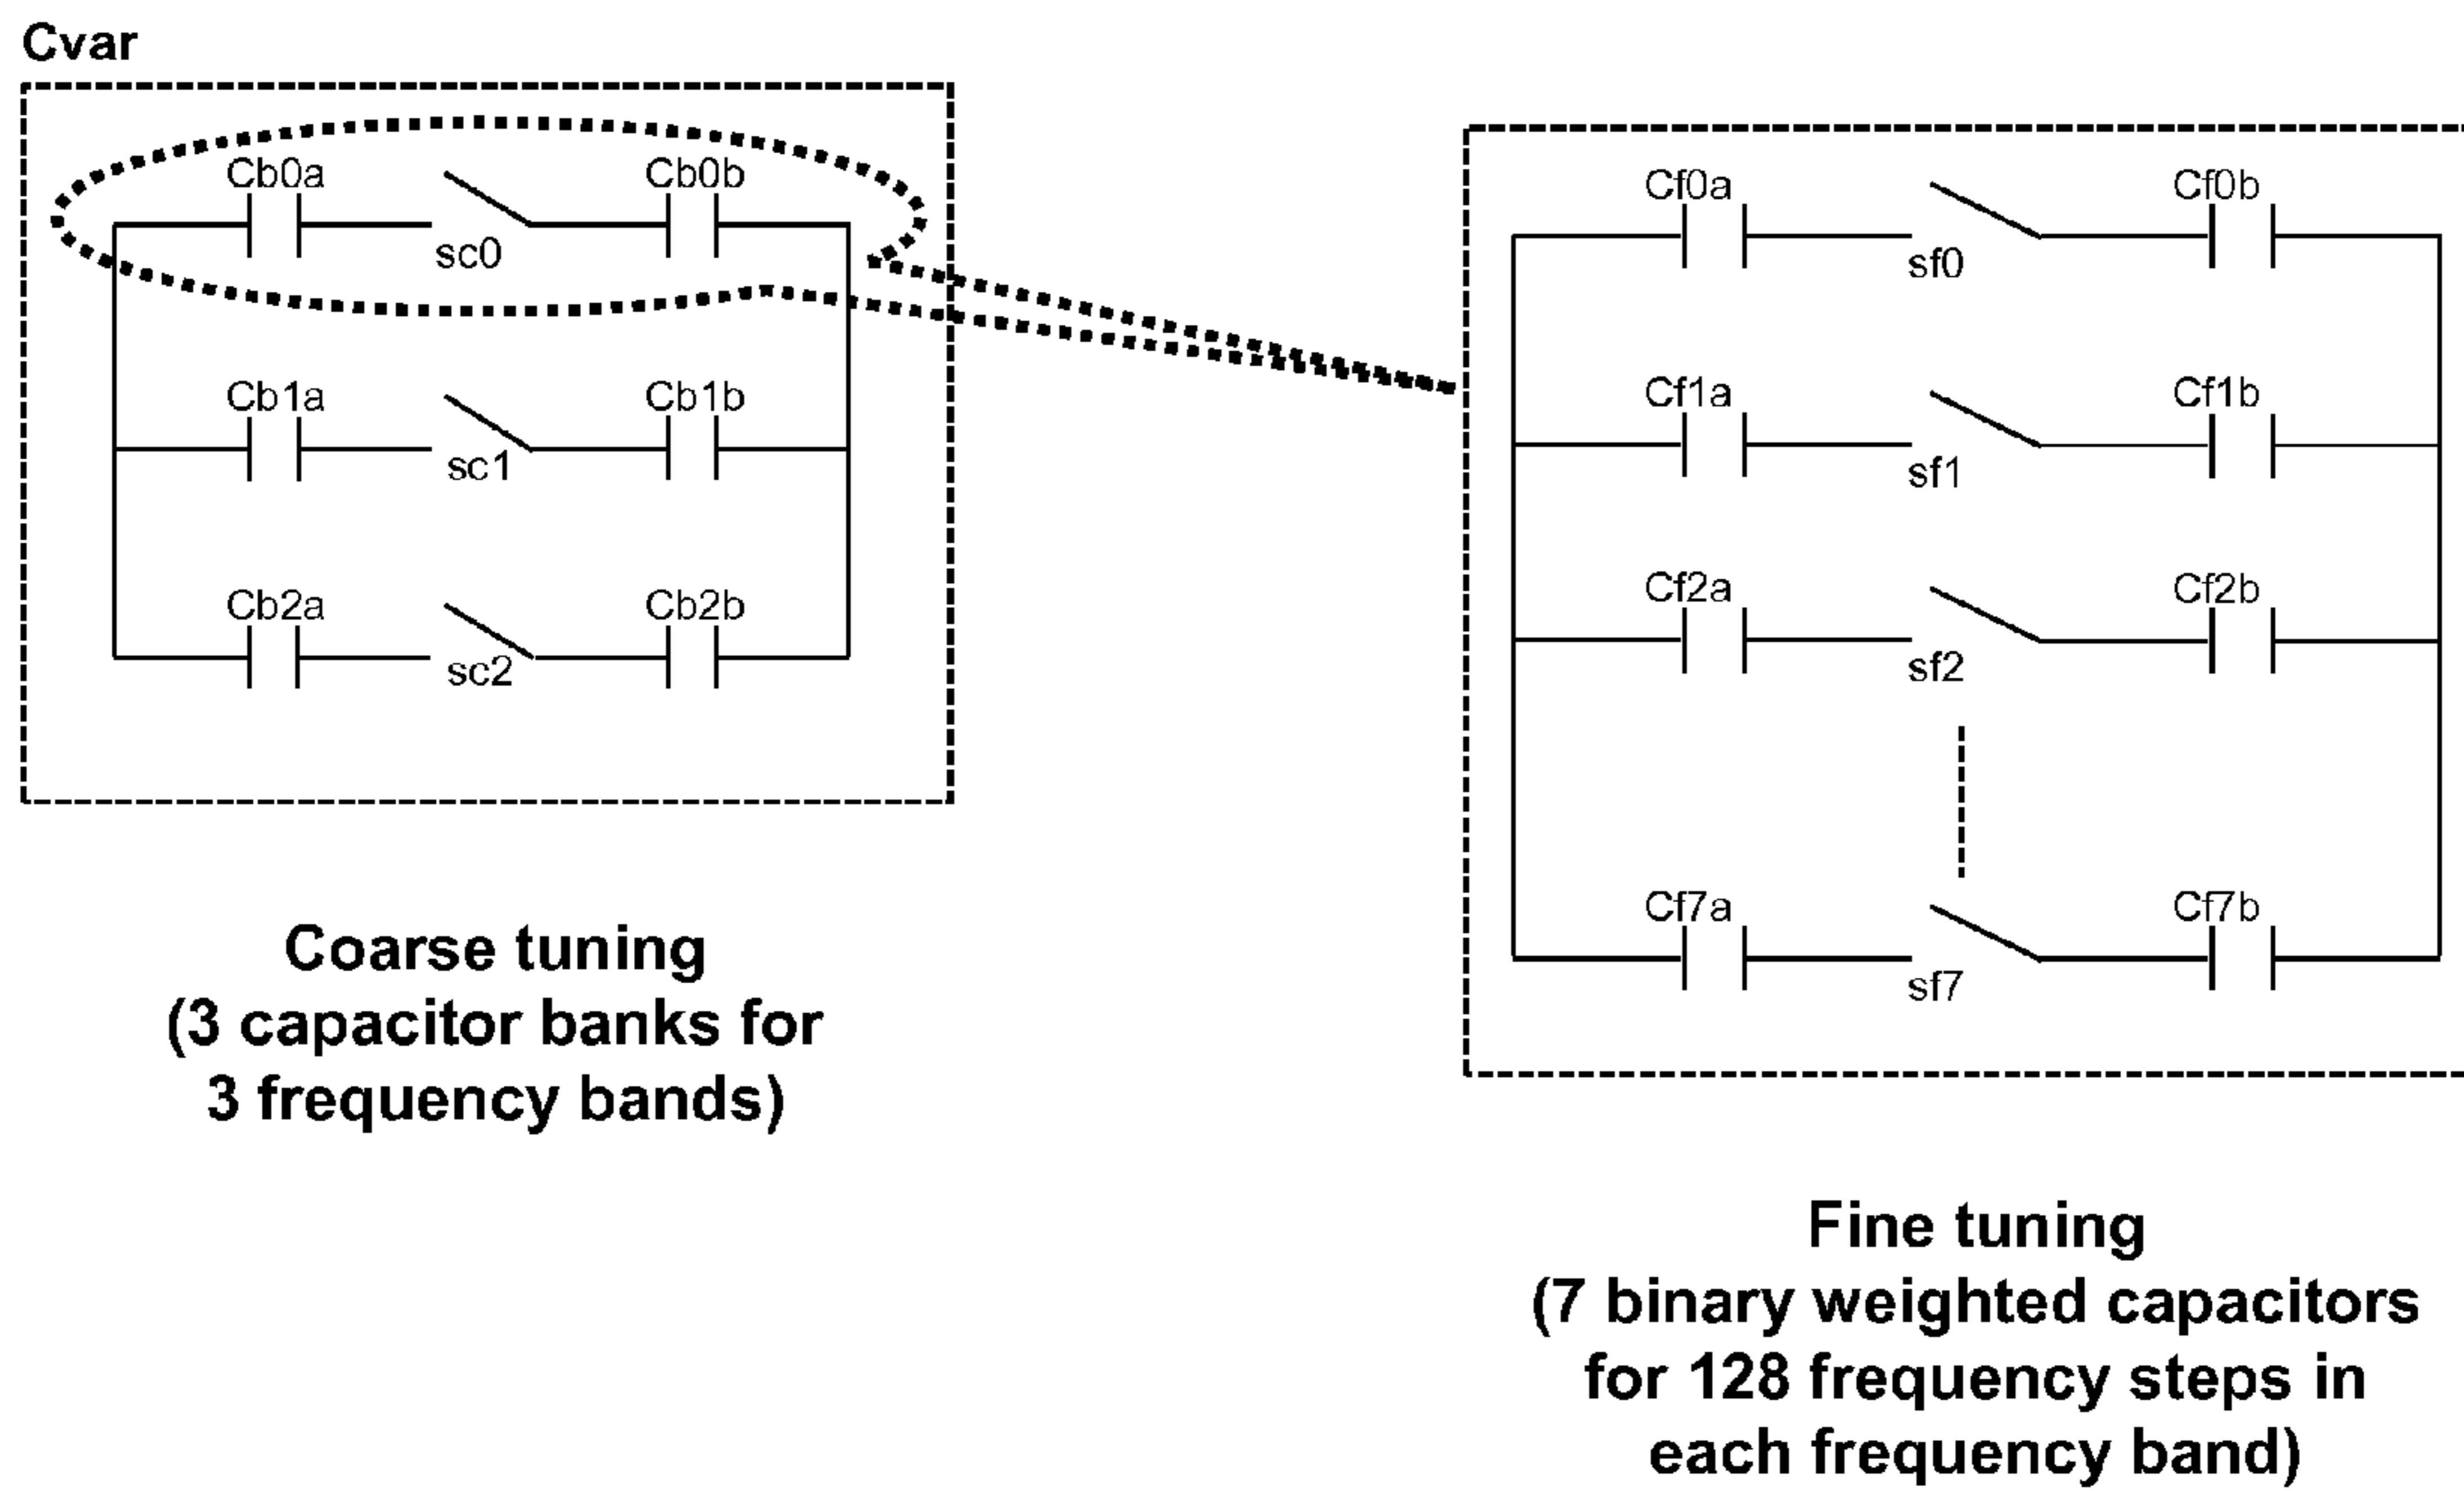 Cvar
Cb0a
Cb0b
sc0
Cb1a
Cb1b
sc1
Cb2a
Cb2b
sc2
Coarse tuning
(3 capacitor banks for
3 frequency bands)
Cf0a
Cf0b
sf0
Cf1a
Cf1b
sf1
Cf2a
Cf2b
sf2
Cf7a
Cf7b
sf7
Fine tuning
(7 binary weighted capacitors
for 128 frequency steps in
each frequency band)